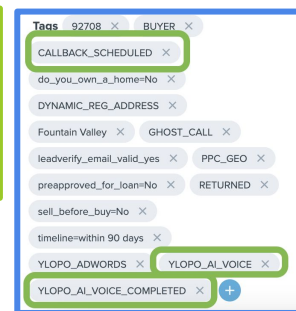 Tags 92708 × BUYER ×
CALLBACK_SCHEDULED ×
do_you_own_a_home=No ×
DYNAMIC_REG_ADDRESS ×
Fountain Valley × GHOST_CALL ×
leadverify_email_valid_yes × PPC_GEO ×
preapproved_for_loan=No × RETURNED ×
sell_before_buy=No ×
timeline=within 90 days ×
YLOPO_ADWORDS × YLOPO_AI_VOICE ×
YLOPO_AI_VOICE_COMPLETED × +